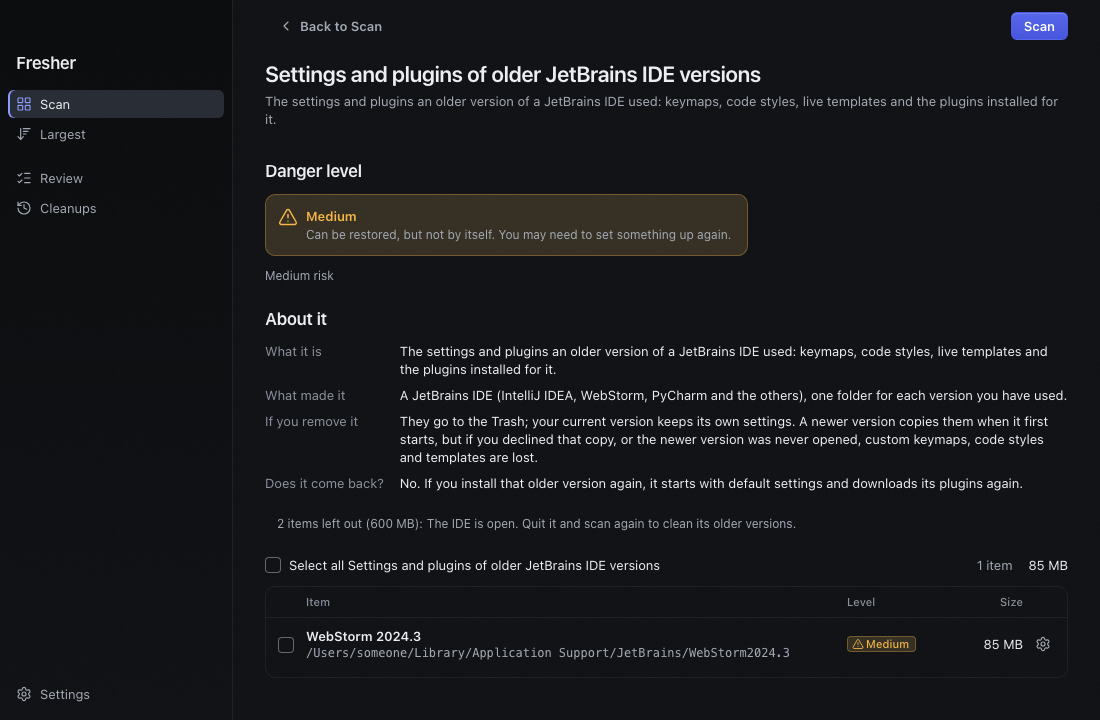 Back to Scan
Scan
Fresher
Scan
Largest
Review
Cleanups
Settings
Settings and plugins of older JetBrains IDE versions
The settings and plugins an older version of a JetBrains IDE used: keymaps, code styles, live templates and the plugins installed for
it.
Danger level
Medium
Can be restored, but not by itself. You may need to set something up again.
Medium risk
About it
What it is
The settings and plugins an older version of a JetBrains IDE used: keymaps, code styles, live templates and
the plugins installed for it.
What made it
A JetBrains IDE (IntelliJ IDEA, WebStorm, PyCharm and the others), one folder for each version you have used.
If you remove it
They go to the Trash; your current version keeps its own settings. A newer version copies them when it first
starts, but if you declined that copy, or the newer version was never opened, custom keymaps, code styles
and templates are lost.
Does it come back?
No. If you install that older version again, it starts with default settings and downloads its plugins again.
2 items left out (600 MB): The IDE is open. Quit it and scan again to clean its older versions.
Select all Settings and plugins of older JetBrains IDE versions
1 item
85 MB
Item
Level
Size
WebStorm 2024.3
/Users/someone/Library/Application Support/JetBrains/WebStorm2024.3
Medium
85 MB